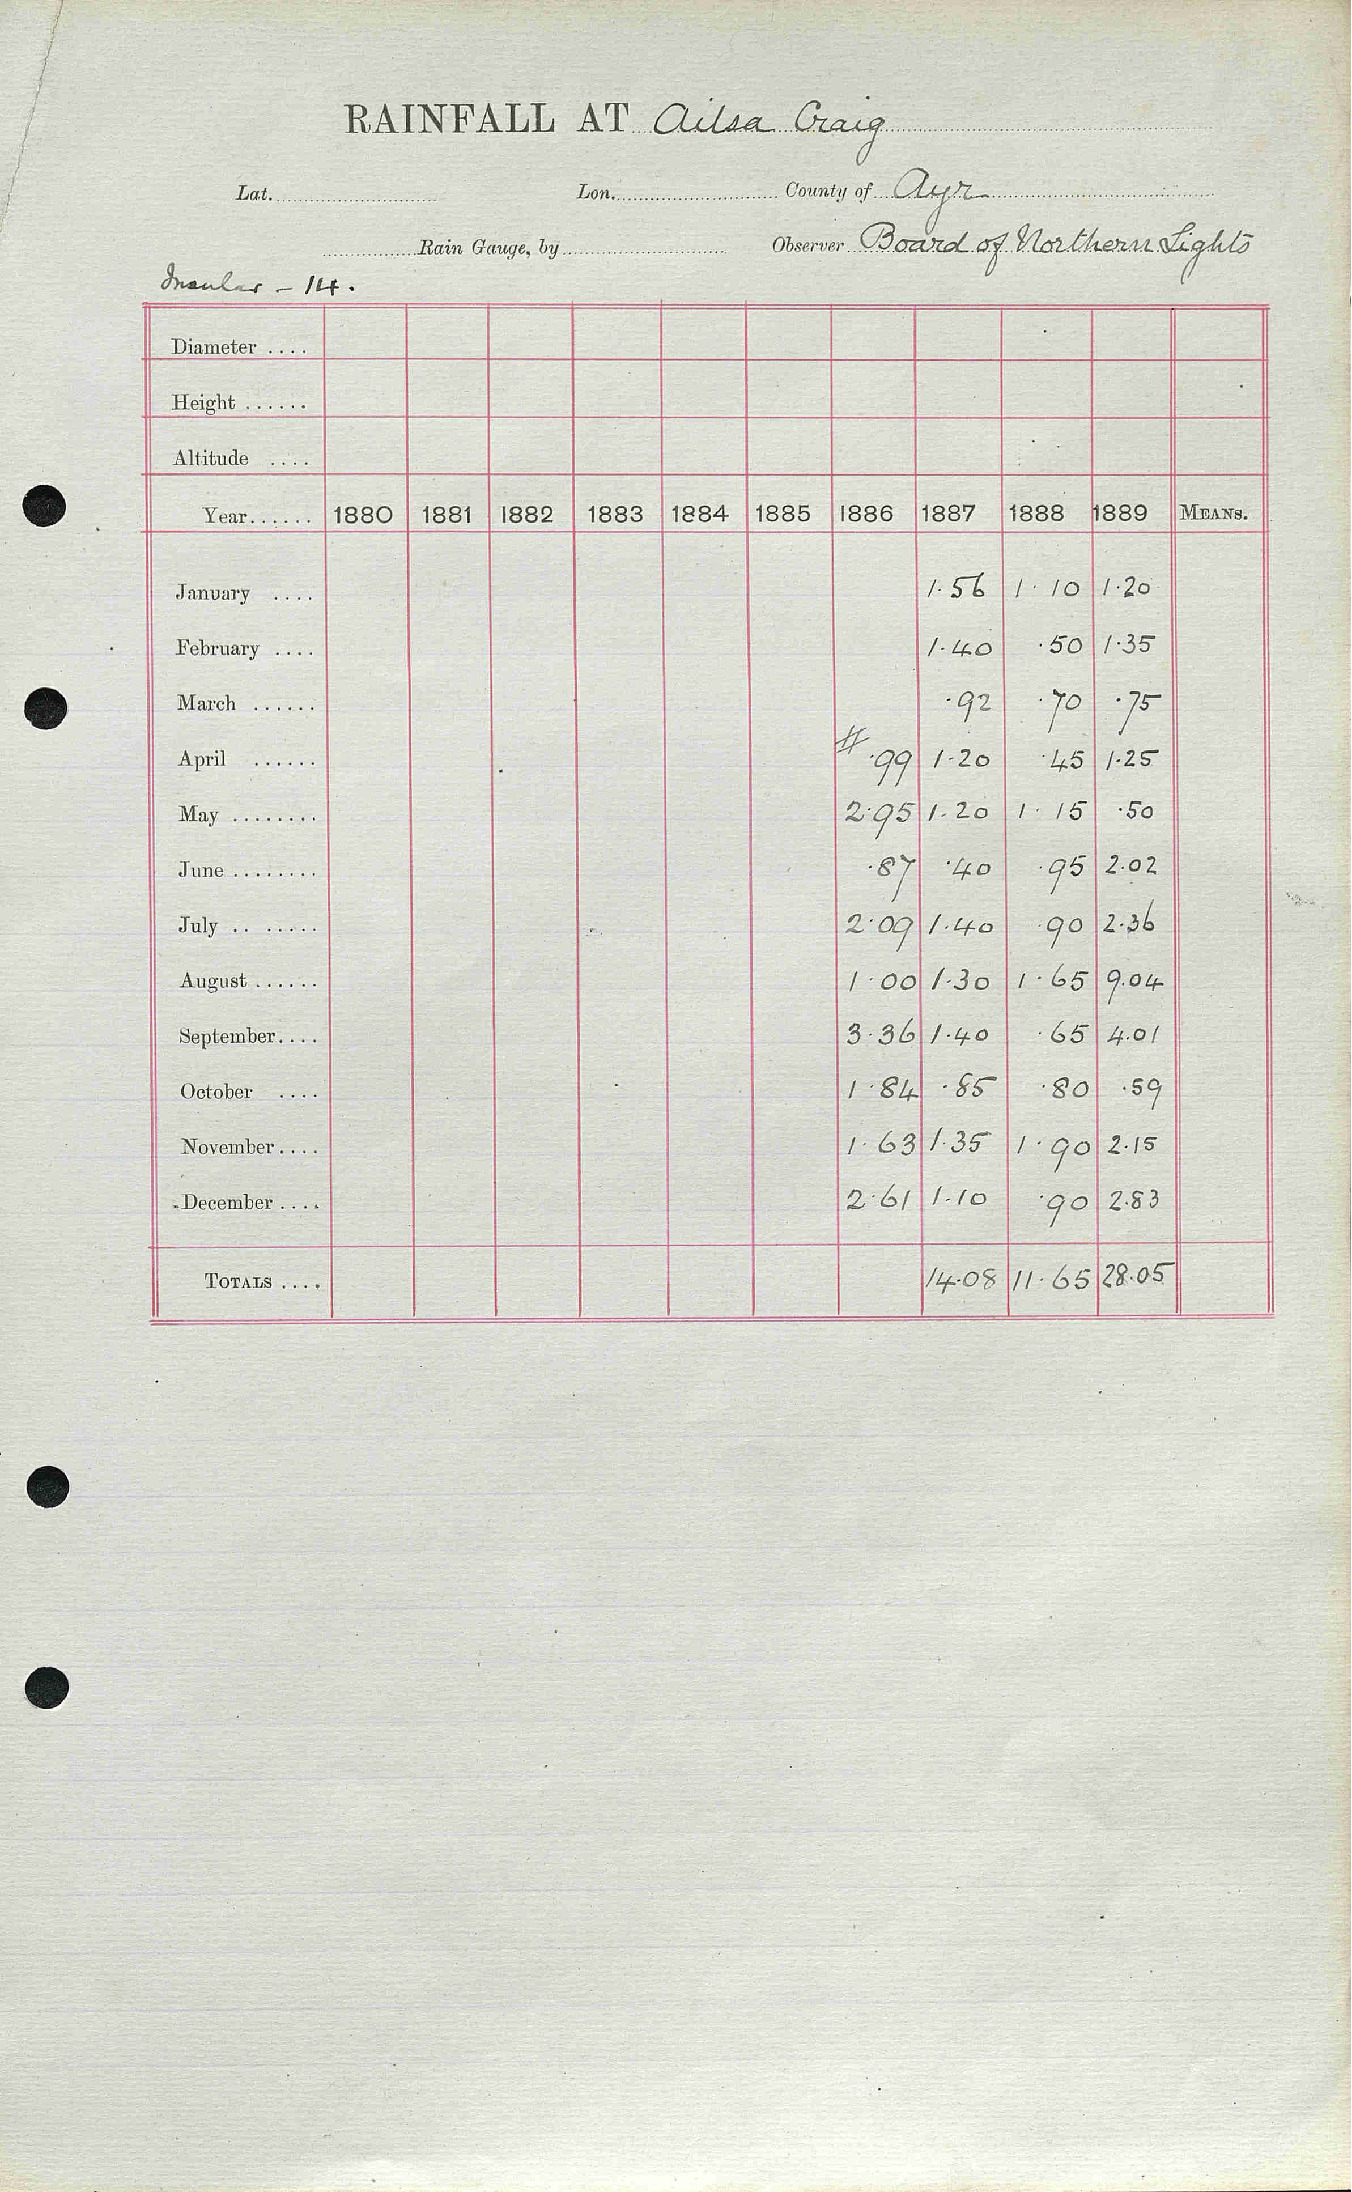 RAINFALL AT Ailsa Craig
Lat. Lon. County of Ayr
Rain Gauge, by Observer Board of Northern Lights
Insular - 14.
Diameter ....
Height ......
Altitude ....
Year...... 1880 1881 1882 1883 1884 1885 1886 1887 1888 1889 MEANS.
January .... 1.56 1.10 1.20
February .... 1.40 .50 1.35
March ...... .92 .70 .75
April ...... # .99 1.20 .45 1.25
May ........ 2.95 1.20 1.15 .50
June ........ .87 .40 .95 2.02
July .. ..... 2.09 1.40 .90 2.36
August ...... 1.00 1.30 1.65 9.04
September.... 3.36 1.40 .65 4.01
October .... 1.84 .85 .80 .59
November.... 1.63 1.35 1.90 2.15
December .... 2.61 1.10 .90 2.83
TOTALS .... 14.08 11.65 28.05